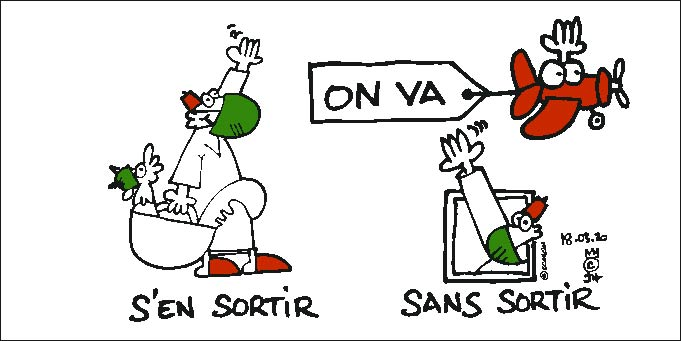 ON VA
S'EN SORTIR
SANS SORTIR
18.03.20